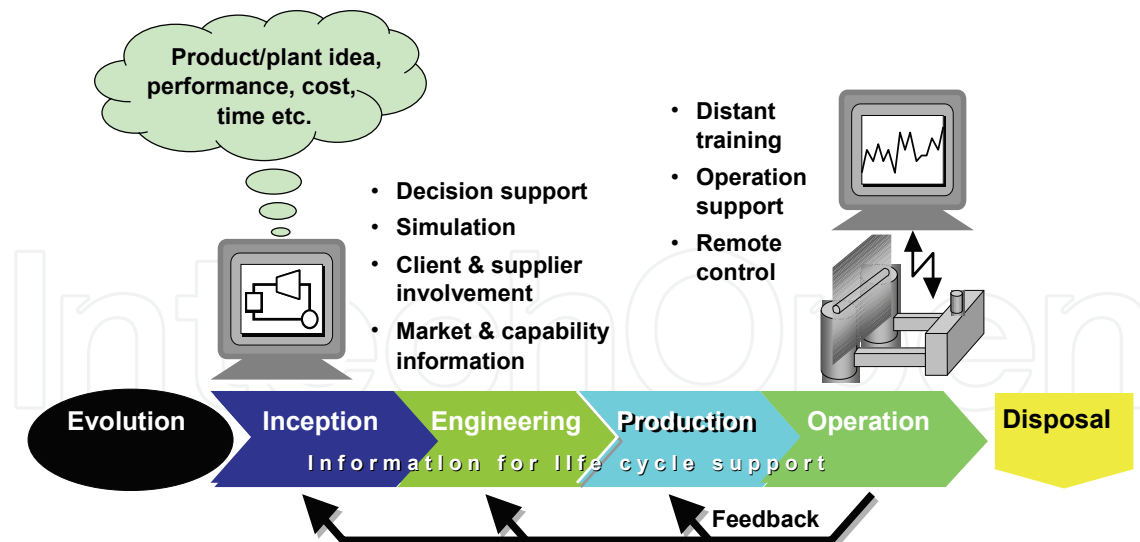 Product/plant idea,
performance, cost,
time etc.
• Decision support
• Simulation
• Client & supplier
involvement
• Market & capability
information
• Distant
training
• Operation
support
• Remote
control
IntechOpen
Evolution
Inception
Engineering
Production
Operation
Disposal
Information for life cycle support
Feedback